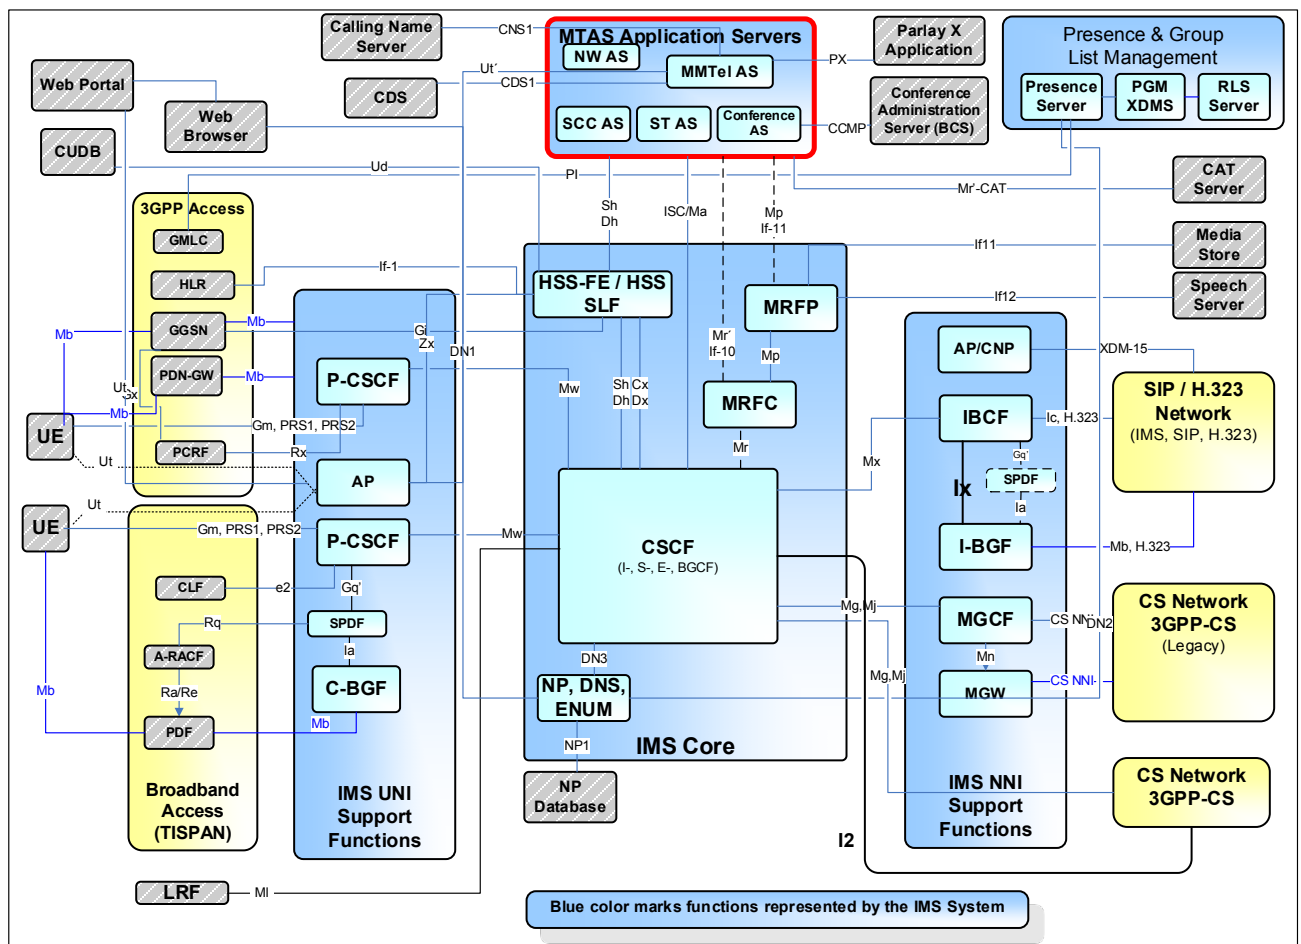 Calling Name
Server
CNS1
MTAS Application Servers
NW AS
MMTel AS
SCC AS
ST AS
Conference
AS
Ut´
CDS1
CDS
PX
Parlay X
Application
CCMP
Conference
Administration
Server (BCS)
Presence & Group
List Management
Presence
Server
PGM
XDMS
RLS
Server
Web Portal
Web
Browser
CUDB
Ud
PI
Sh
Dh
ISC/Ma
Mp
If-11
Mr'-CAT
CAT
Server
3GPP Access
GMLC
HLR
GGSN
PDN-GW
PCRF
If-1
Mb
Mb
Mb
Mb
Ut
Gx
UE
Gm, PRS1, PRS2
Rx
Ut
HSS-FE / HSS
SLF
MRFP
If11
Media
Store
If12
Speech
Server
Gi
Zx
DN1
P-CSCF
Mw
Sh
Dh
Cx
Dx
Mr´
If-10
Mp
MRFC
Mr
AP
AP/CNP
XDM-15
IBCF
Ic, H.323
SIP / H.323
Network
(IMS, SIP, H.323)
Mx
Gq'
SPDF
Ix
Ia
I-BGF
Mb, H.323
UE
Ut
Gm, PRS1, PRS2
P-CSCF
Mw
CSCF
(I-, S-, E-, BGCF)
CLF
e2
Gq'
SPDF
Rq
Ia
A-RACF
Ra/Re
PDF
Mb
C-BGF
Mb
Mg,Mj
MGCF
CS NNI
DN2
Mn
Mg,Mj
MGW
CS NNI
CS Network
3GPP-CS
(Legacy)
DN3
NP, DNS,
ENUM
IMS Core
NP1
NP
Database
Broadband
Access
(TISPAN)
IMS UNI
Support
Functions
IMS NNI
Support
Functions
CS Network
3GPP-CS
I2
LRF
MI
Blue color marks functions represented by the IMS System